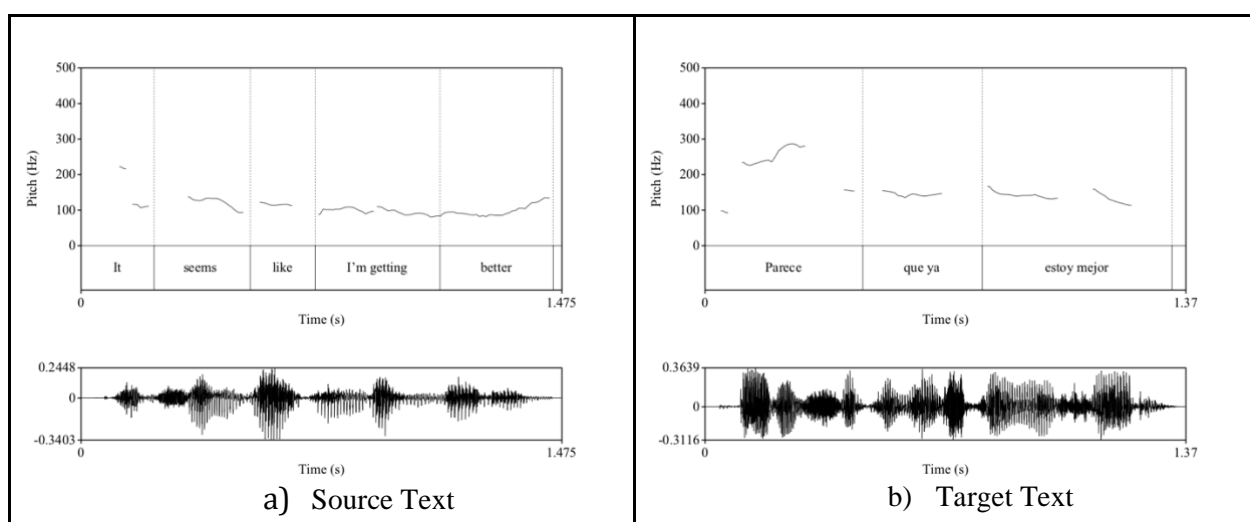 500
400
300
200
100
0
Pitch (Hz)
It seems like I'm getting better
0 1.475
Time (s)
0.2448
0
-0.3403
0 1.475
Time (s)
a) Source Text
500
400
300
200
100
0
Pitch (Hz)
Parece que ya estoy mejor
0 1.37
Time (s)
0.3639
0
-0.3116
0 1.37
Time (s)
b) Target Text